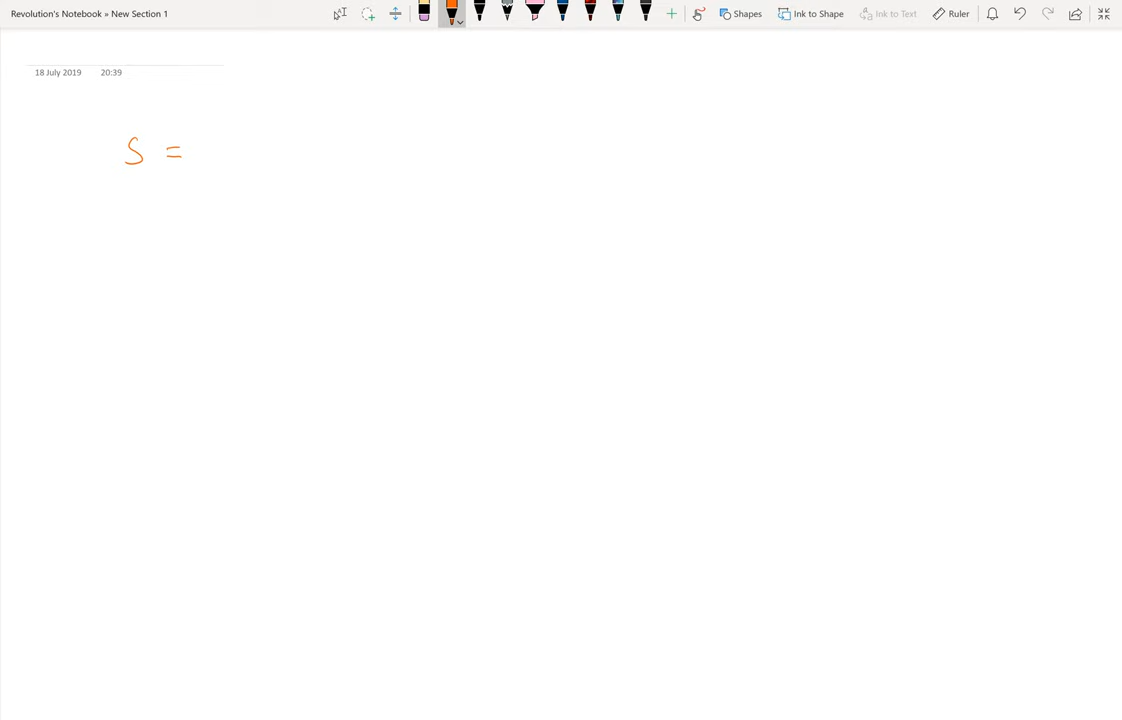 Revolution's Notebook » New Section 1
Shapes
Ink to Shape
Ink to Text
Ruler
18 July 2019 20:39
S =